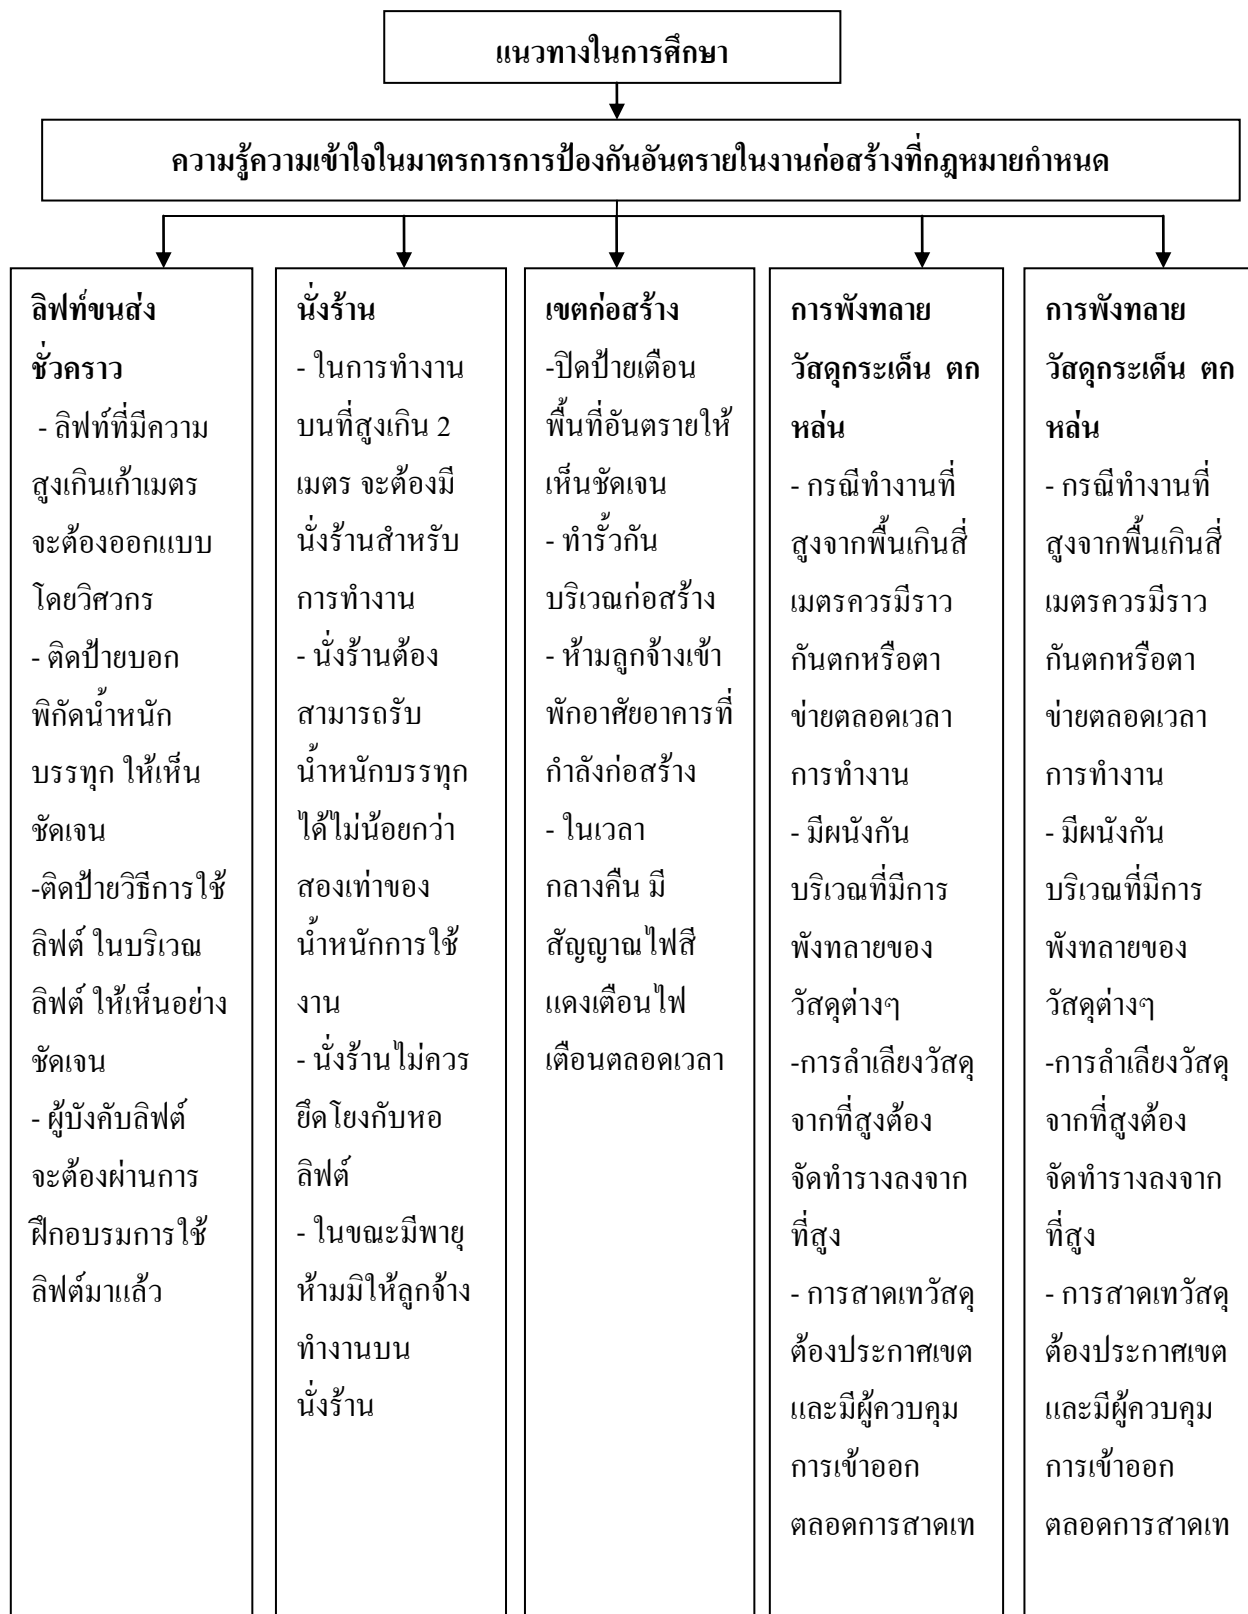 แนวทางในการศึกษา
ความรู้ความเข้าใจในมาตรการการป้องกันอันตรายในงานก่อสร้างที่กฎหมายกำหนด
ลิฟท์ขนส่ง
ชั่วคราว
- ลิฟท์ที่มีความ
สูงเกินเก้าเมตร
จะต้องออกแบบ
โดยวิศวกร
- ติดป้ายบอก
พิกัดน้ำหนัก
บรรทุก ให้เห็น
ชัดเจน
-ติดป้ายวิธีการใช้
ลิฟต์ ในบริเวณ
ลิฟต์ ให้เห็นอย่าง
ชัดเจน
- ผู้บังคับลิฟต์
จะต้องผ่านการ
ฝึกอบรมการใช้
ลิฟต์มาแล้ว
นั่งร้าน
- ในการทำงาน
บนที่สูงเกิน 2
เมตร จะต้องมี
นั่งร้านสำหรับ
การทำงาน
- นั่งร้านต้อง
สามารถรับ
น้ำหนักบรรทุก
ได้ไม่น้อยกว่า
สองเท่าของ
น้ำหนักการใช้
งาน
- นั่งร้านไม่ควร
ยึดโยงกับหอ
ลิฟต์
- ในขณะมีพายุ
ห้ามมิให้ลูกจ้าง
ทำงานบน
นั่งร้าน
เขตก่อสร้าง
-ปิดป้ายเตือน
พื้นที่อันตรายให้
เห็นชัดเจน
- ทำรั้วกัน
บริเวณก่อสร้าง
- ห้ามลูกจ้างเข้า
พักอาศัยอาคารที่
กำลังก่อสร้าง
- ในเวลา
กลางคืน มี
สัญญาณไฟสี
แดงเตือนไฟ
เตือนตลอดเวลา
การพังทลาย
วัสดุกระเด็น ตก
หล่น
- กรณีทำงานที่
สูงจากพื้นเกินสี่
เมตรควรมีราว
กันตกหรือตา
ข่ายตลอดเวลา
การทำงาน
- มีผนังกัน
บริเวณที่มีการ
พังทลายของ
วัสดุต่างๆ
-การลำเลียงวัสดุ
จากที่สูงต้อง
จัดทำรางลงจาก
ที่สูง
- การสาดเทวัสดุ
ต้องประกาศเขต
และมีผู้ควบคุม
การเข้าออก
ตลอดการสาดเท
การพังทลาย
วัสดุกระเด็น ตก
หล่น
- กรณีทำงานที่
สูงจากพื้นเกินสี่
เมตรควรมีราว
กันตกหรือตา
ข่ายตลอดเวลา
การทำงาน
- มีผนังกัน
บริเวณที่มีการ
พังทลายของ
วัสดุต่างๆ
-การลำเลียงวัสดุ
จากที่สูงต้อง
จัดทำรางลงจาก
ที่สูง
- การสาดเทวัสดุ
ต้องประกาศเขต
และมีผู้ควบคุม
การเข้าออก
ตลอดการสาดเท